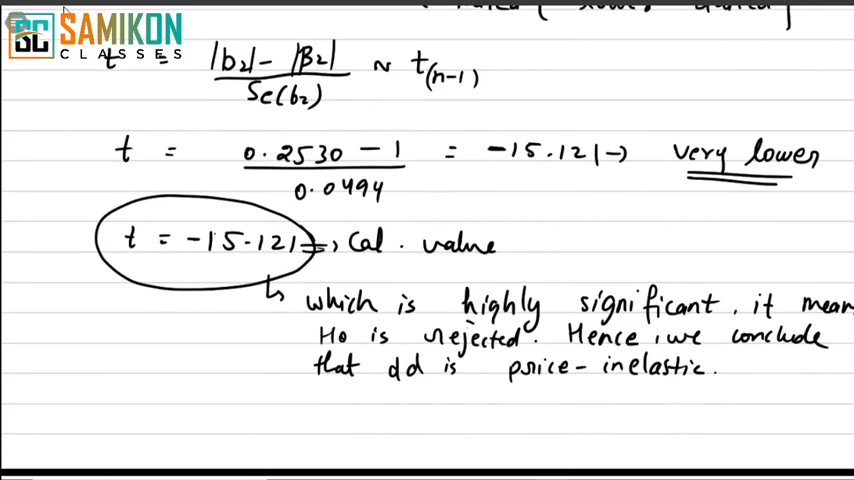 SAMIKON
CLASSES
t = |b₂| - |β₂| / Se(b₂) ~ t(n-1)
t = 0.2530 - 1 / 0.0494 = -15.121 → very lower
t = -15.121 ⇒ Cal. value
↳ which is highly significant, it mean
Ho is rejected. Hence, we conclude
that dd is price-inelastic.